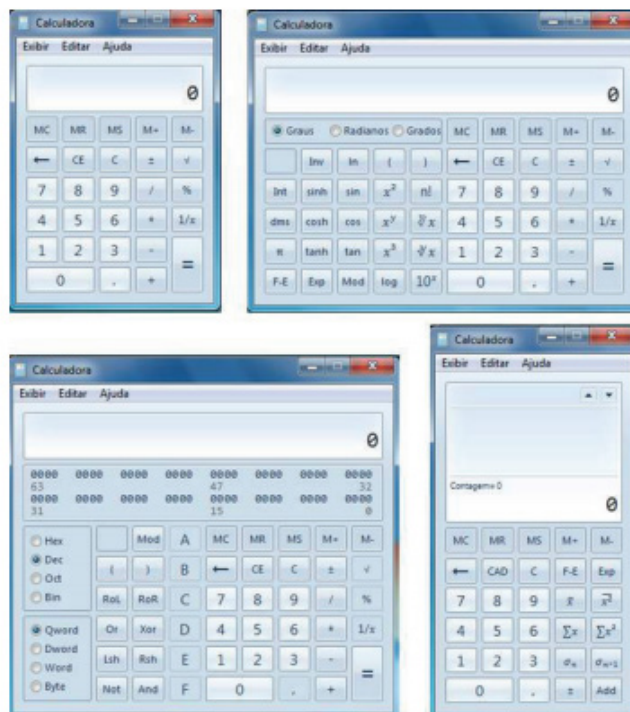 Calculadora
Exibir Editar Ajuda
0
MC MR MS M+ M-
← CE C ± √
7 8 9 / %
4 5 6 * 1/x
1 2 3 - =
0 , +
Calculadora
Exibir Editar Ajuda
0
Graus Radianos Grados MC MR MS M+ M-
Inv ln ( ) ← CE C ± √
Int sinh sin x² n! 7 8 9 / %
dms cosh cos xʸ ʸ√x 4 5 6 * 1/x
π tanh tan x³ ³√x 1 2 3 - =
F-E Exp Mod log 10ˣ 0 , +
Calculadora
Exibir Editar Ajuda
0
0000 0000 0000 0000 0000 0000 0000 0000
63 47 32
0000 0000 0000 0000 0000 0000 0000 0000
31 15 0
Hex Mod A MC MR MS M+ M-
Dec ( ) B ← CE C ± √
Oct
Bin RoL RoR C 7 8 9 / %
Qword Or Xor D 4 5 6 * 1/x
Dword
Word Lsh Rsh E 1 2 3 - =
Byte Not And F 0 , +
Calculadora
Exibir Editar Ajuda
Contagem= 0
0
MC MR MS M+ M-
← CAD C F-E Exp
7 8 9 x̄ x̄²
4 5 6 Σx Σx²
1 2 3 σₙ σₙ₋₁
0 , ± Add